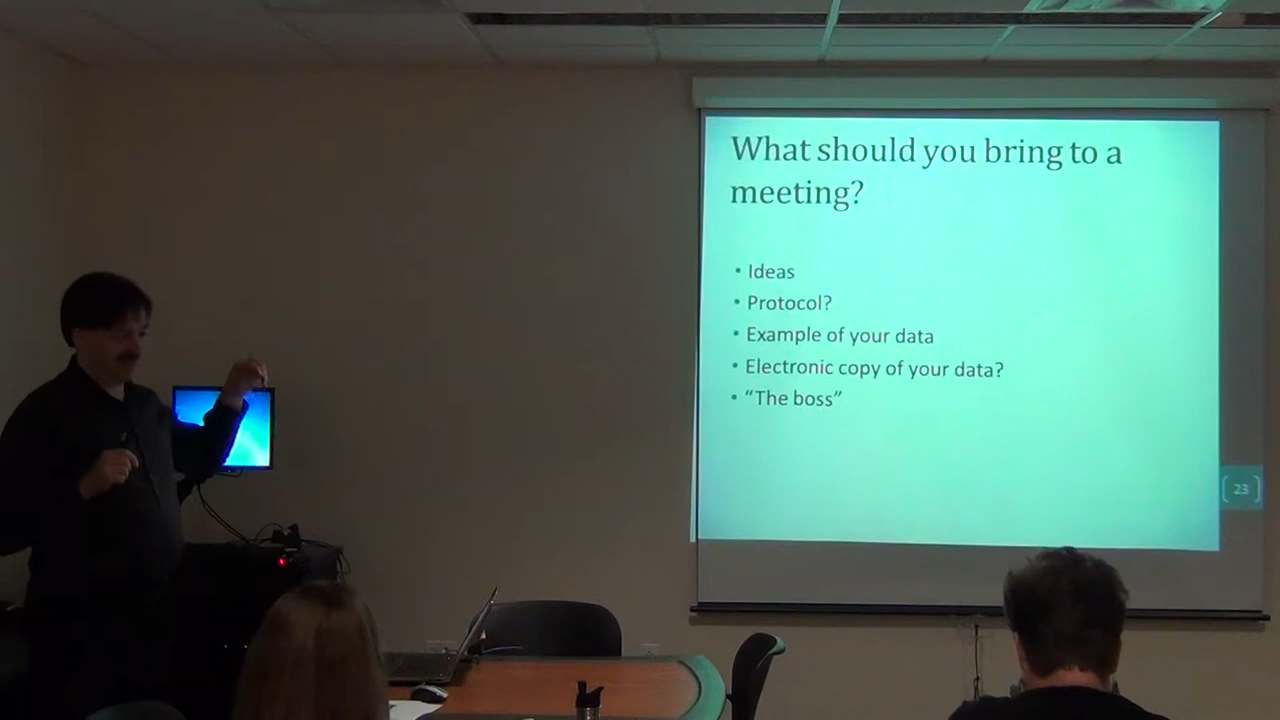 What should you bring to a
meeting?
• Ideas
• Protocol?
• Example of your data
• Electronic copy of your data?
• “The boss”
23